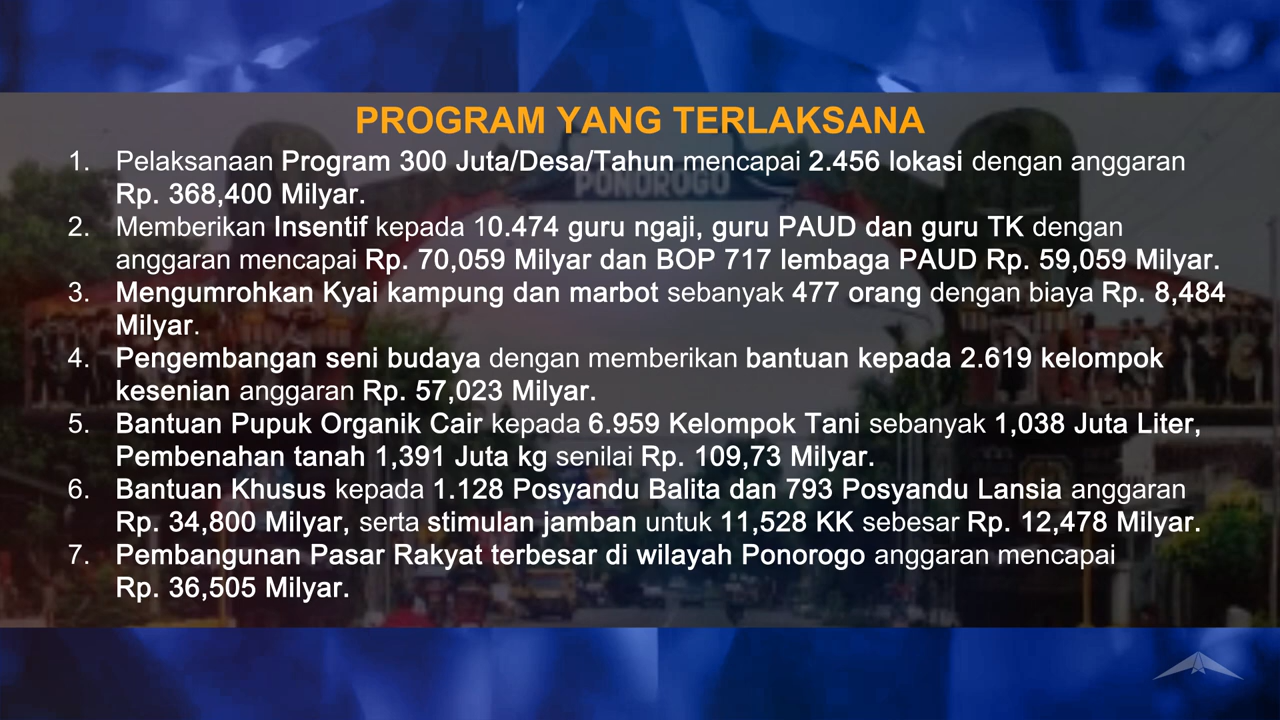 PROGRAM YANG TERLAKSANA
1. Pelaksanaan Program 300 Juta/Desa/Tahun mencapai 2.456 lokasi dengan anggaran
Rp. 368,400 Milyar.
2. Memberikan Insentif kepada 10.474 guru ngaji, guru PAUD dan guru TK dengan
anggaran mencapai Rp. 70,059 Milyar dan BOP 717 lembaga PAUD Rp. 59,059 Milyar.
3. Mengumrohkan Kyai kampung dan marbot sebanyak 477 orang dengan biaya Rp. 8,484
Milyar.
4. Pengembangan seni budaya dengan memberikan bantuan kepada 2.619 kelompok
kesenian anggaran Rp. 57,023 Milyar.
5. Bantuan Pupuk Organik Cair kepada 6.959 Kelompok Tani sebanyak 1,038 Juta Liter,
Pembenahan tanah 1,391 Juta kg senilai Rp. 109,73 Milyar.
6. Bantuan Khusus kepada 1.128 Posyandu Balita dan 793 Posyandu Lansia anggaran
Rp. 34,800 Milyar, serta stimulan jamban untuk 11,528 KK sebesar Rp. 12,478 Milyar.
7. Pembangunan Pasar Rakyat terbesar di wilayah Ponorogo anggaran mencapai
Rp. 36,505 Milyar.
PONOROGO